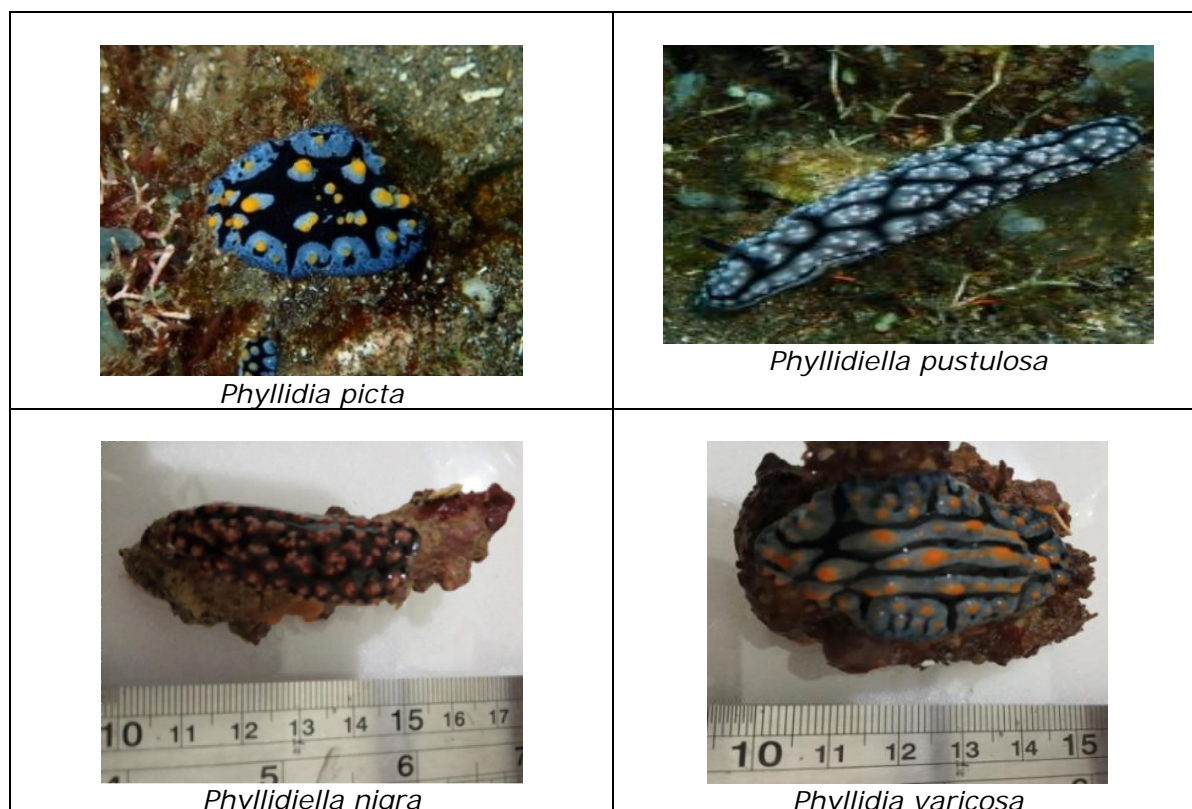 Phyllidia picta
Phyllidiella pustulosa
Phyllidiella nigra
Phyllidia varicosa
10 11 12 13 14 15 16 17
5 6
10 11 12 13 14 15